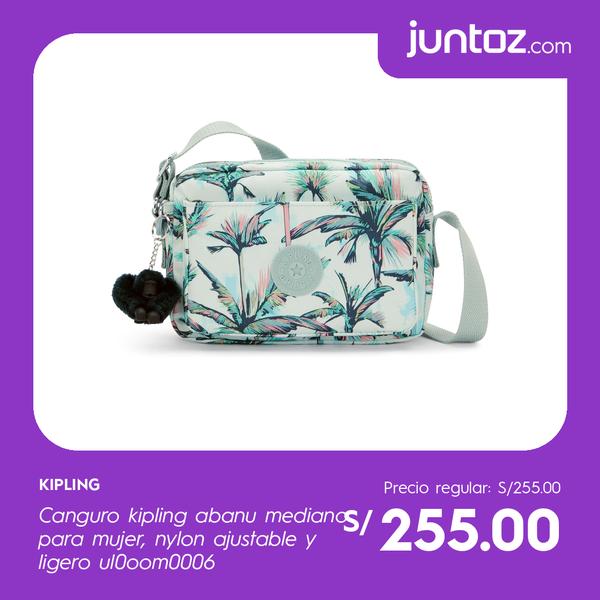 juntoz.com
KIPLING
Canguro kipling abanu mediano
para mujer, nylon ajustable y
ligero ul0oom0006
Precio regular: S/255.00
S/ 255.00